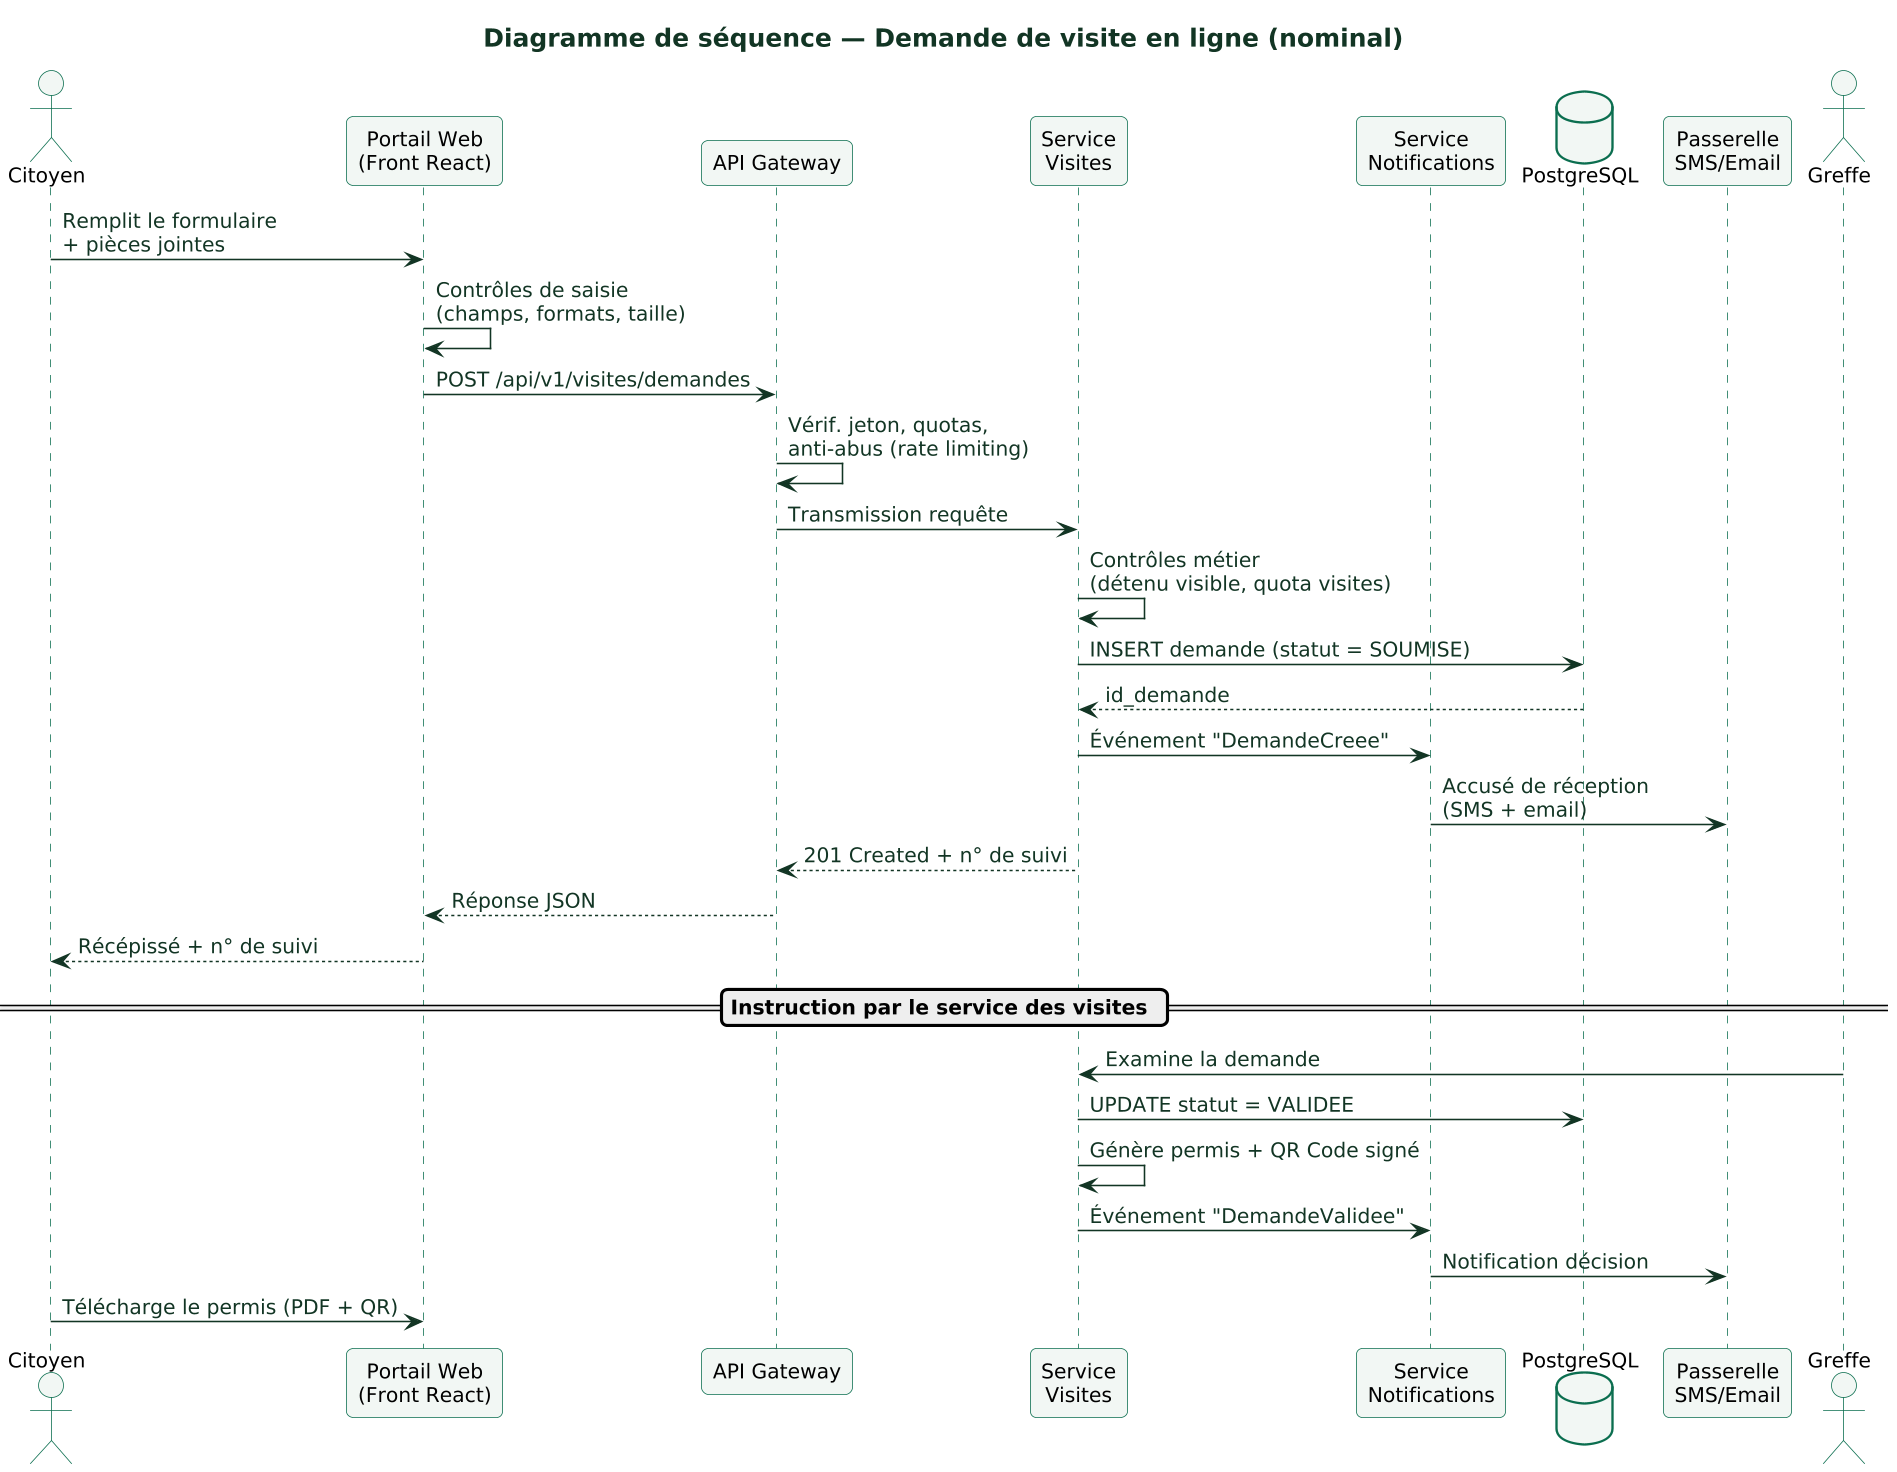 Diagramme de séquence — Demande de visite en ligne (nominal)
Citoyen
Portail Web
(Front React)
API Gateway
Service
Visites
Service
Notifications
PostgreSQL
Passerelle
SMS/Email
Greffe
Remplit le formulaire
+ pièces jointes
Contrôles de saisie
(champs, formats, taille)
POST /api/v1/visites/demandes
Vérif. jeton, quotas,
anti-abus (rate limiting)
Transmission requête
Contrôles métier
(détenu visible, quota visites)
INSERT demande (statut = SOUMISE)
id_demande
Événement "DemandeCreee"
Accusé de réception
(SMS + email)
201 Created + n° de suivi
Réponse JSON
Récépissé + n° de suivi
Instruction par le service des visites
Examine la demande
UPDATE statut = VALIDEE
Génère permis + QR Code signé
Événement "DemandeValidee"
Notification décision
Télécharge le permis (PDF + QR)
Citoyen
Portail Web
(Front React)
API Gateway
Service
Visites
Service
Notifications
PostgreSQL
Passerelle
SMS/Email
Greffe